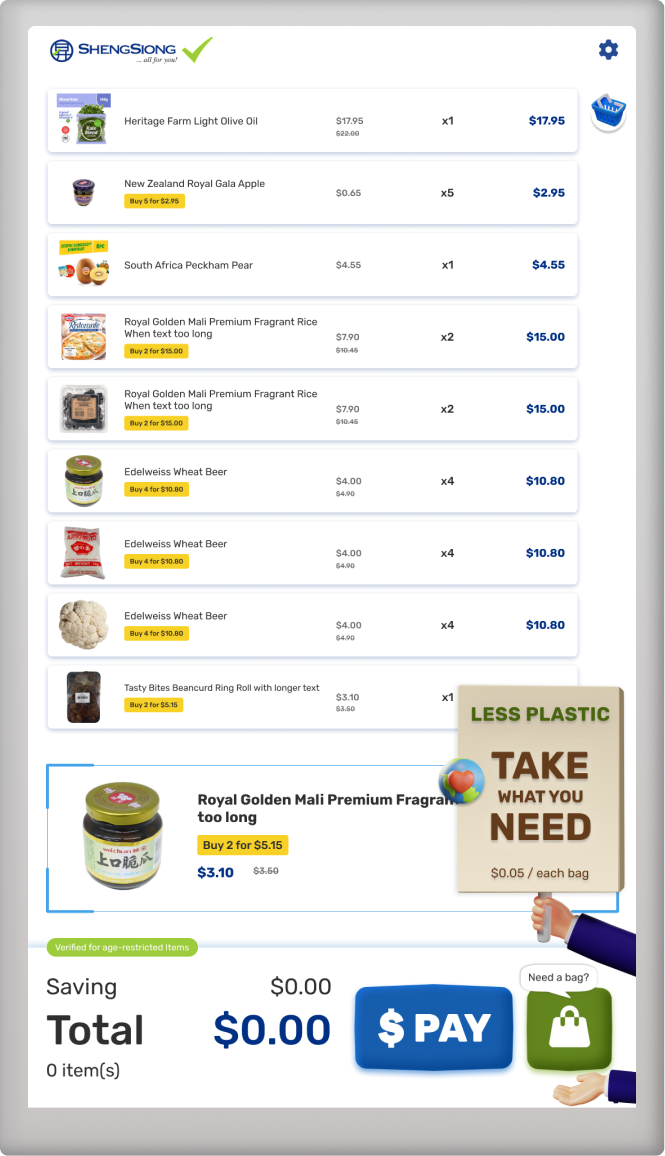 SHENGSIONG
... all for you!
Heritage Farm Light Olive Oil
$17.95
$22.00
x1
$17.95
New Zealand Royal Gala Apple
Buy 5 for $2.95
$0.65
x5
$2.95
South Africa Peckham Pear
$4.55
x1
$4.55
Royal Golden Mali Premium Fragrant Rice
When text too long
Buy 2 for $15.00
$7.90
$10.45
x2
$15.00
Ristorante
Royal Golden Mali Premium Fragrant Rice
When text too long
Buy 2 for $15.00
$7.90
$10.45
x2
$15.00
Edelweiss Wheat Beer
Buy 4 for $10.80
$4.00
$4.90
x4
$10.80
上口脆瓜
Edelweiss Wheat Beer
Buy 4 for $10.80
$4.00
$4.90
x4
$10.80
Edelweiss Wheat Beer
Buy 4 for $10.80
$4.00
$4.90
x4
$10.80
Tasty Bites Beancurd Ring Roll with longer text
Buy 2 for $5.15
$3.10
$3.50
x1
LESS PLASTIC
TAKE
WHAT YOU
NEED
$0.05 / each bag
上口脆瓜
Royal Golden Mali Premium Fragran
too long
Buy 2 for $5.15
$3.10
$3.50
Verified for age-restricted items
Saving
$0.00
Total
$0.00
0 item(s)
$ PAY
Need a bag?